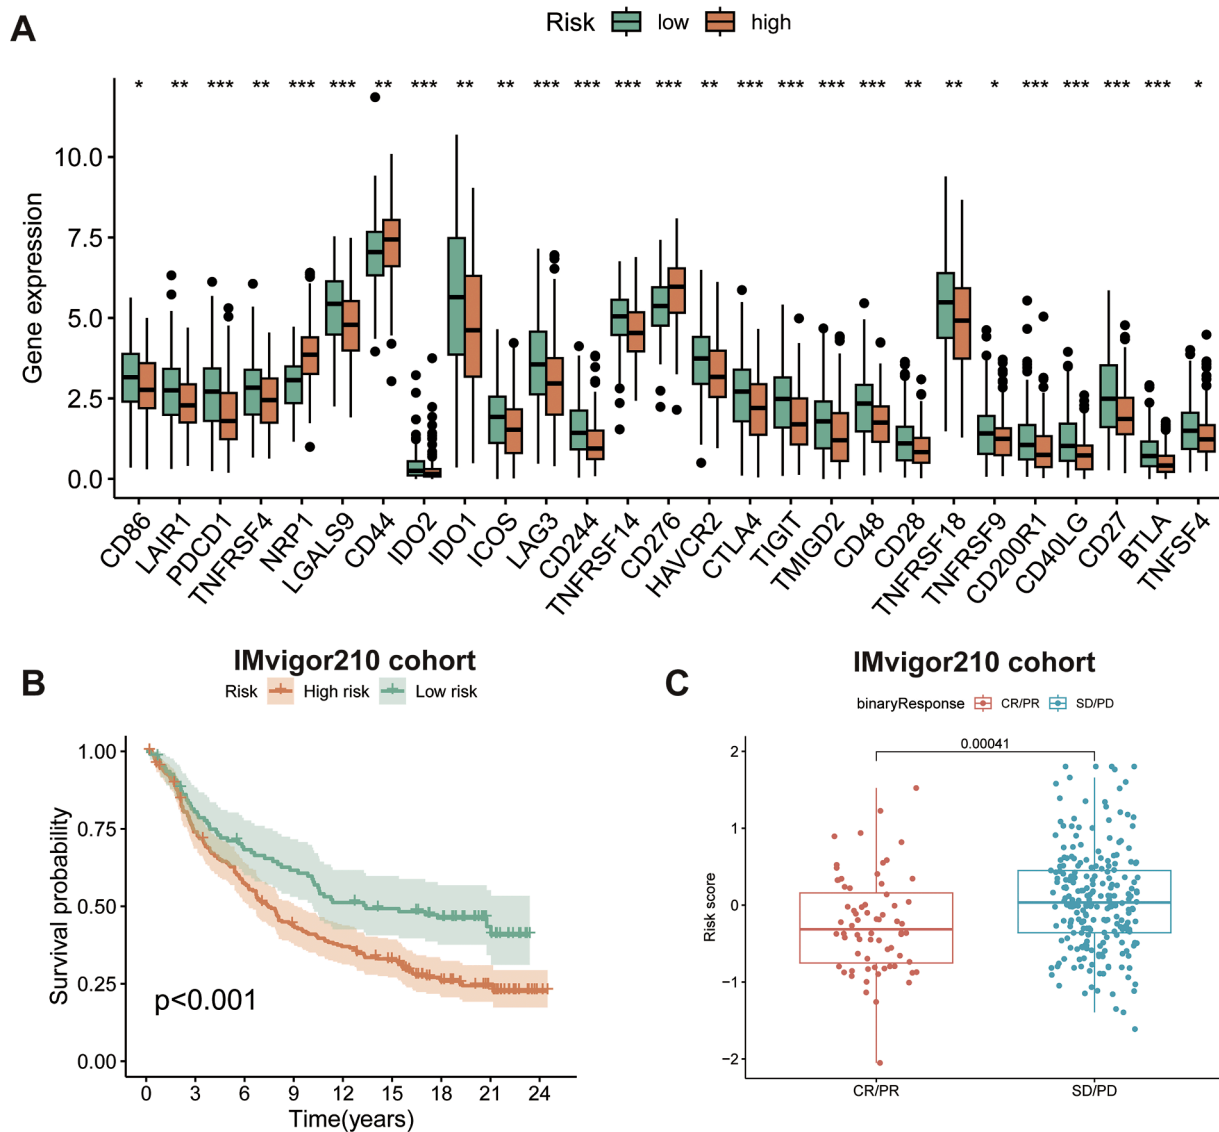 A
Risk low high
* ** *** ** *** *** ** *** ** ** *** *** *** *** ** *** *** *** *** ** ** * *** *** *** *** *
Gene expression
10.0
7.5
5.0
2.5
0.0
CD86 LAIR1 PDCD1 TNFRSF4 NRP1 LGALS9 CD44 IDO2 IDO1 ICOS LAG3 CD244 TNFRSF14 CD276 HAVCR2 CTLA4 TIGIT TMIGD2 CD48 CD28 TNFRSF18 TNFRSF9 CD200R1 CD40LG CD27 BTLA TNFSF4
B
IMvigor210 cohort
Risk High risk Low risk
Survival probability
1.00
0.75
0.50
0.25
0.00
p<0.001
0 3 6 9 12 15 18 21 24
Time(years)
C
IMvigor210 cohort
binaryResponse CR/PR SD/PD
0.00041
Risk score
2
1
0
−1
−2
CR/PR SD/PD